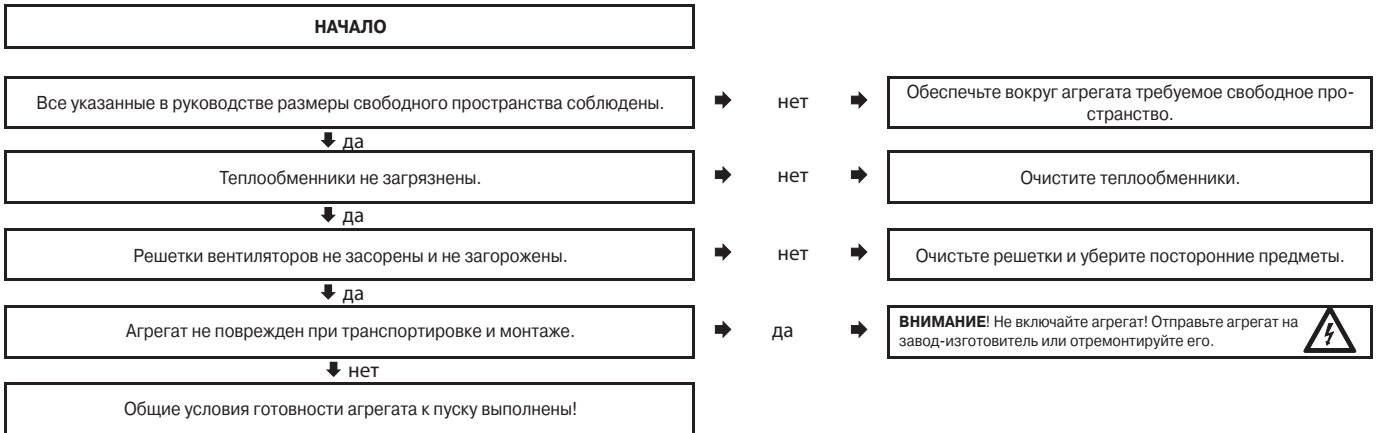 НАЧАЛО
Все указанные в руководстве размеры свободного пространства соблюдены.
нет
Обеспечьте вокруг агрегата требуемое свободное про-
странство.
да
Теплообменники не загрязнены.
нет
Очистите теплообменники.
да
Решетки вентиляторов не засорены и не загорожены.
нет
Очистьте решетки и уберите посторонние предметы.
да
Агрегат не поврежден при транспортировке и монтаже.
да
ВНИМАНИЕ! Не включайте агрегат! Отправьте агрегат на
завод-изготовитель или отремонтируйте его.
нет
Общие условия готовности агрегата к пуску выполнены!